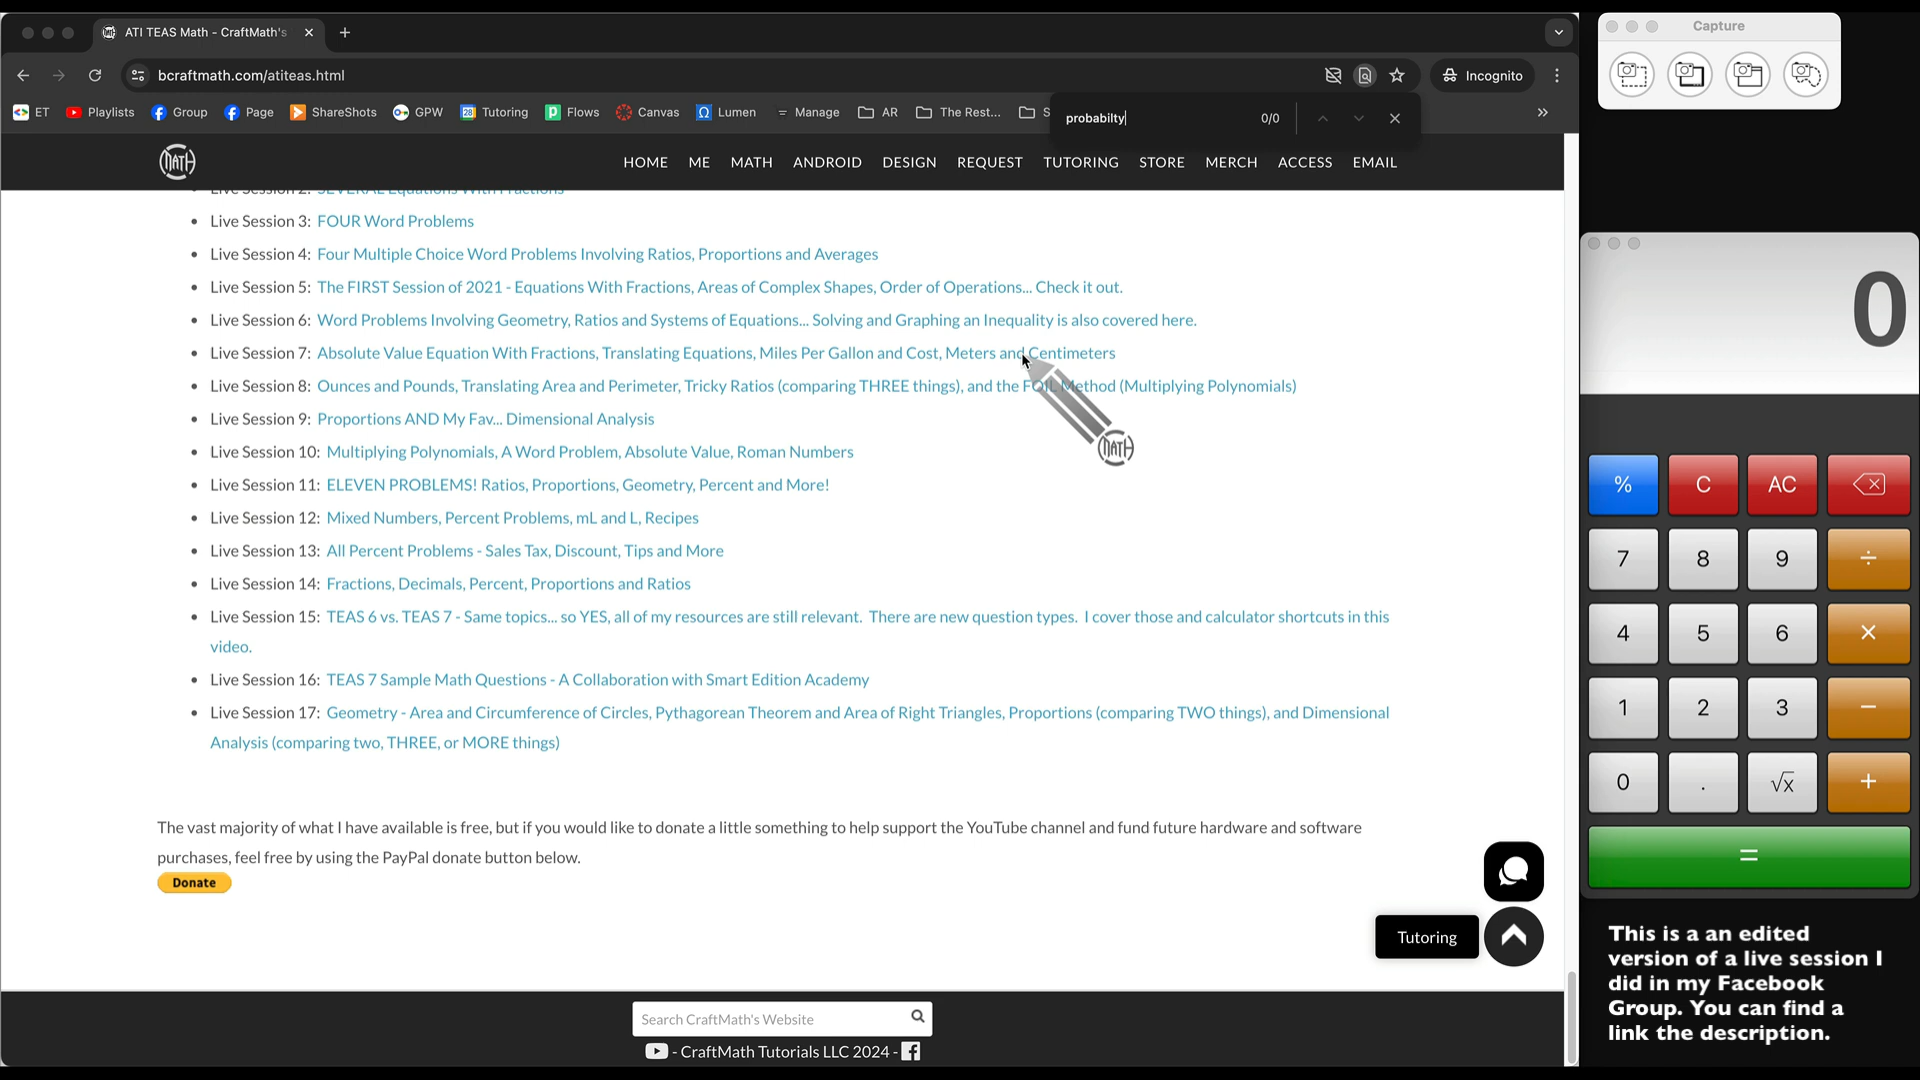 ATI TEAS Math - CraftMath's
Capture
bcraftmath.com/atiteas.html
Incognito
ET Playlists Group Page ShareShots GPW 28 Tutoring Flows Canvas Lumen Manage AR The Rest... S
probabilty 0/0
MATH HOME ME MATH ANDROID DESIGN REQUEST TUTORING STORE MERCH ACCESS EMAIL
Live Session 2: SEVERAL Equations With Fractions
Live Session 3: FOUR Word Problems
Live Session 4: Four Multiple Choice Word Problems Involving Ratios, Proportions and Averages
Live Session 5: The FIRST Session of 2021 - Equations With Fractions, Areas of Complex Shapes, Order of Operations... Check it out.
Live Session 6: Word Problems Involving Geometry, Ratios and Systems of Equations... Solving and Graphing an Inequality is also covered here.
Live Session 7: Absolute Value Equation With Fractions, Translating Equations, Miles Per Gallon and Cost, Meters and Centimeters
Live Session 8: Ounces and Pounds, Translating Area and Perimeter, Tricky Ratios (comparing THREE things), and the FOIL Method (Multiplying Polynomials)
Live Session 9: Proportions AND My Fav... Dimensional Analysis
MATH
Live Session 10: Multiplying Polynomials, A Word Problem, Absolute Value, Roman Numbers
Live Session 11: ELEVEN PROBLEMS! Ratios, Proportions, Geometry, Percent and More!
Live Session 12: Mixed Numbers, Percent Problems, mL and L, Recipes
Live Session 13: All Percent Problems - Sales Tax, Discount, Tips and More
Live Session 14: Fractions, Decimals, Percent, Proportions and Ratios
Live Session 15: TEAS 6 vs. TEAS 7 - Same topics... so YES, all of my resources are still relevant. There are new question types. I cover those and calculator shortcuts in this
video.
Live Session 16: TEAS 7 Sample Math Questions - A Collaboration with Smart Edition Academy
Live Session 17: Geometry - Area and Circumference of Circles, Pythagorean Theorem and Area of Right Triangles, Proportions (comparing TWO things), and Dimensional
Analysis (comparing two, THREE, or MORE things)
The vast majority of what I have available is free, but if you would like to donate a little something to help support the YouTube channel and fund future hardware and software
purchases, feel free by using the PayPal donate button below.
Donate
Tutoring
Search CraftMath's Website
- CraftMath Tutorials LLC 2024 -
0
% C AC
7 8 9 ÷
4 5 6 ×
1 2 3 −
0 . √x +
=
This is a an edited
version of a live session I
did in my Facebook
Group. You can find a
link the description.